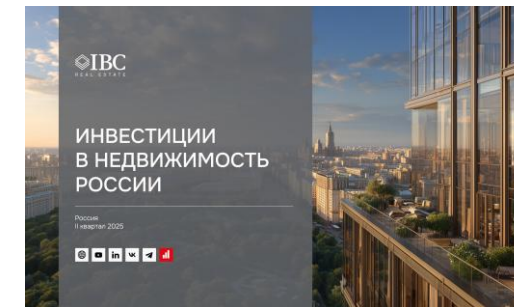 IBC
REAL ESTATE
ИНВЕСТИЦИИ
В НЕДВИЖИМОСТЬ
РОССИИ
Россия
II квартал 2025